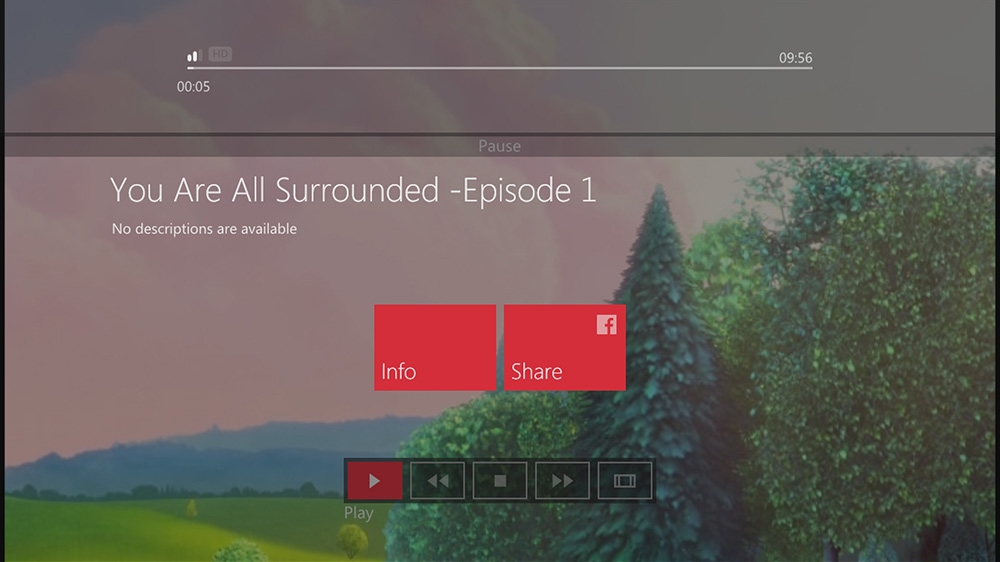 HD
09:56
00:05
Pause
You Are All Surrounded -Episode 1
No descriptions are available
f
Info
Share
Play